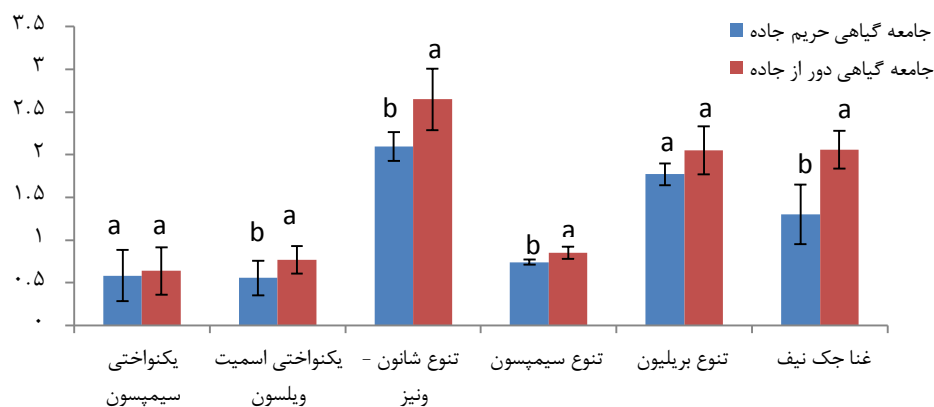 ۳.۵
۳
۲.۵
۲
۱.۵
۱
۰.۵
۰
جامعه گیاهی حریم جاده
جامعه گیاهی دور از جاده
a a
b a
b a
b a
a a
b a
یکنواختی
سیمپسون
یکنواختی اسمیت
ویلسون
تنوع شانون -
ونیز
تنوع سیمپسون
تنوع بریلیون
غنا جک نیف